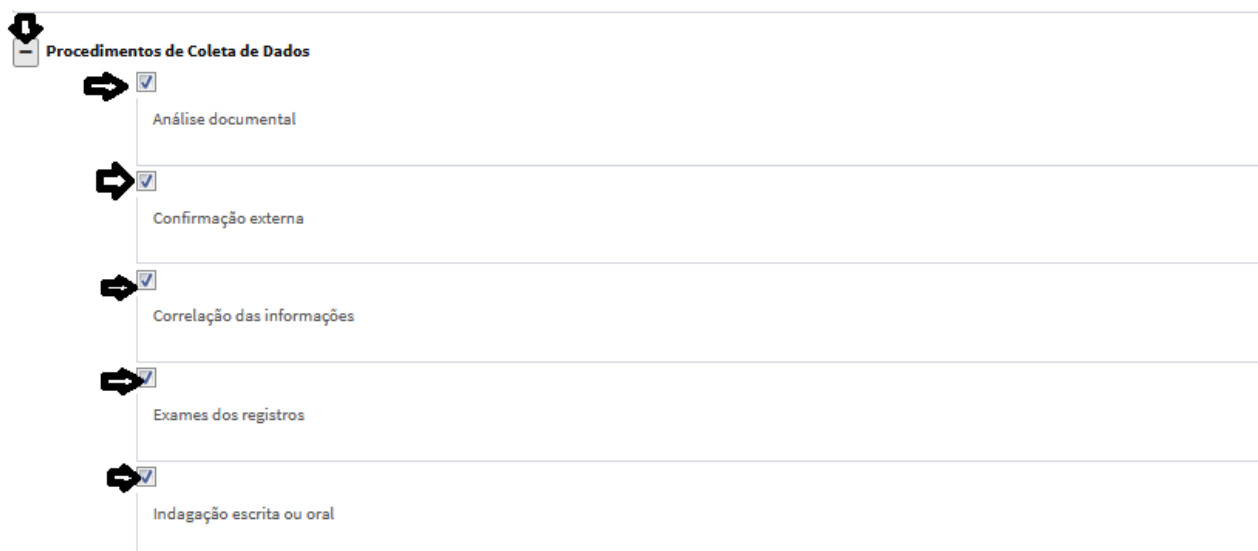 Procedimentos de Coleta de Dados
Análise documental
Confirmação externa
Correlação das informações
Exames dos registros
Indagação escrita ou oral